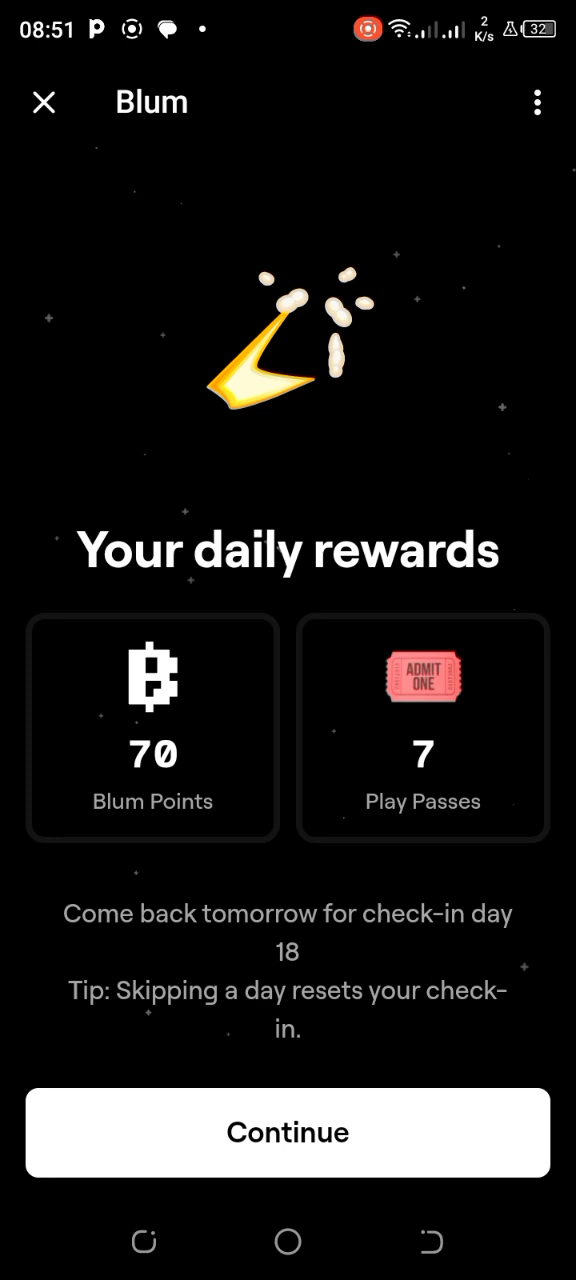 08:51
2
K/s
32
Blum
Your daily rewards
ADMIT
ONE
70
7
Blum Points
Play Passes
Come back tomorrow for check-in day
18
Tip: Skipping a day resets your check-
in.
Continue